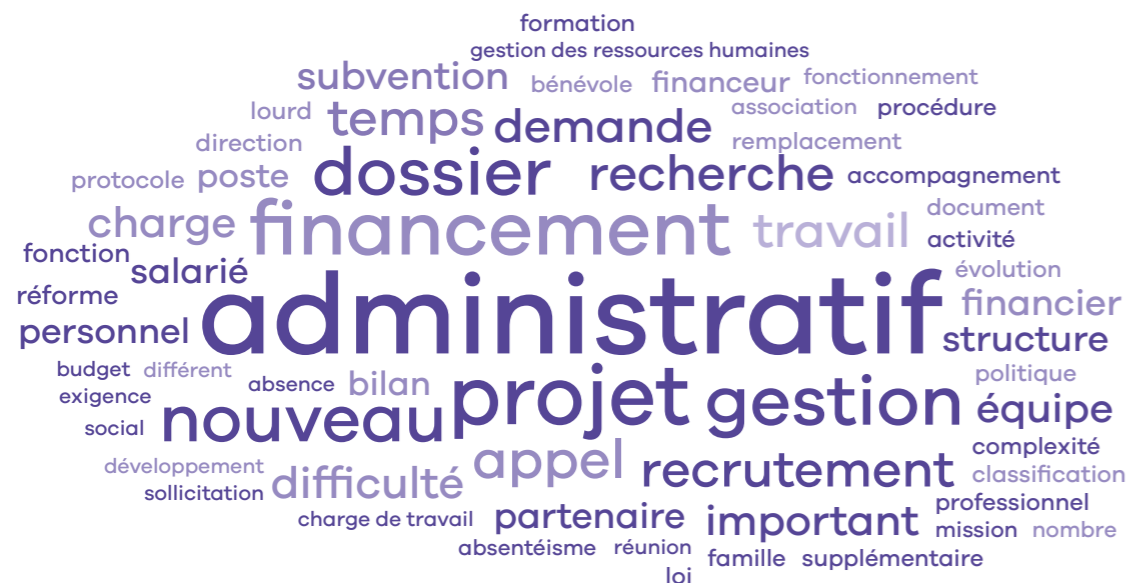 formation
gestion des ressources humaines
subvention bénévole financeur fonctionnement
lourd temps demande association procédure
direction remplacement
protocole poste dossier recherche accompagnement
charge financement travail document
activité
fonction salarié évolution
réforme administratif financier
personnel structure
budget différent absence bilan projet gestion politique
exigence équipe
social nouveau complexité
développement difficulté appel recrutement classification
sollicitation professionnel
charge de travail partenaire important mission nombre
absentéisme réunion famille supplémentaire
loi